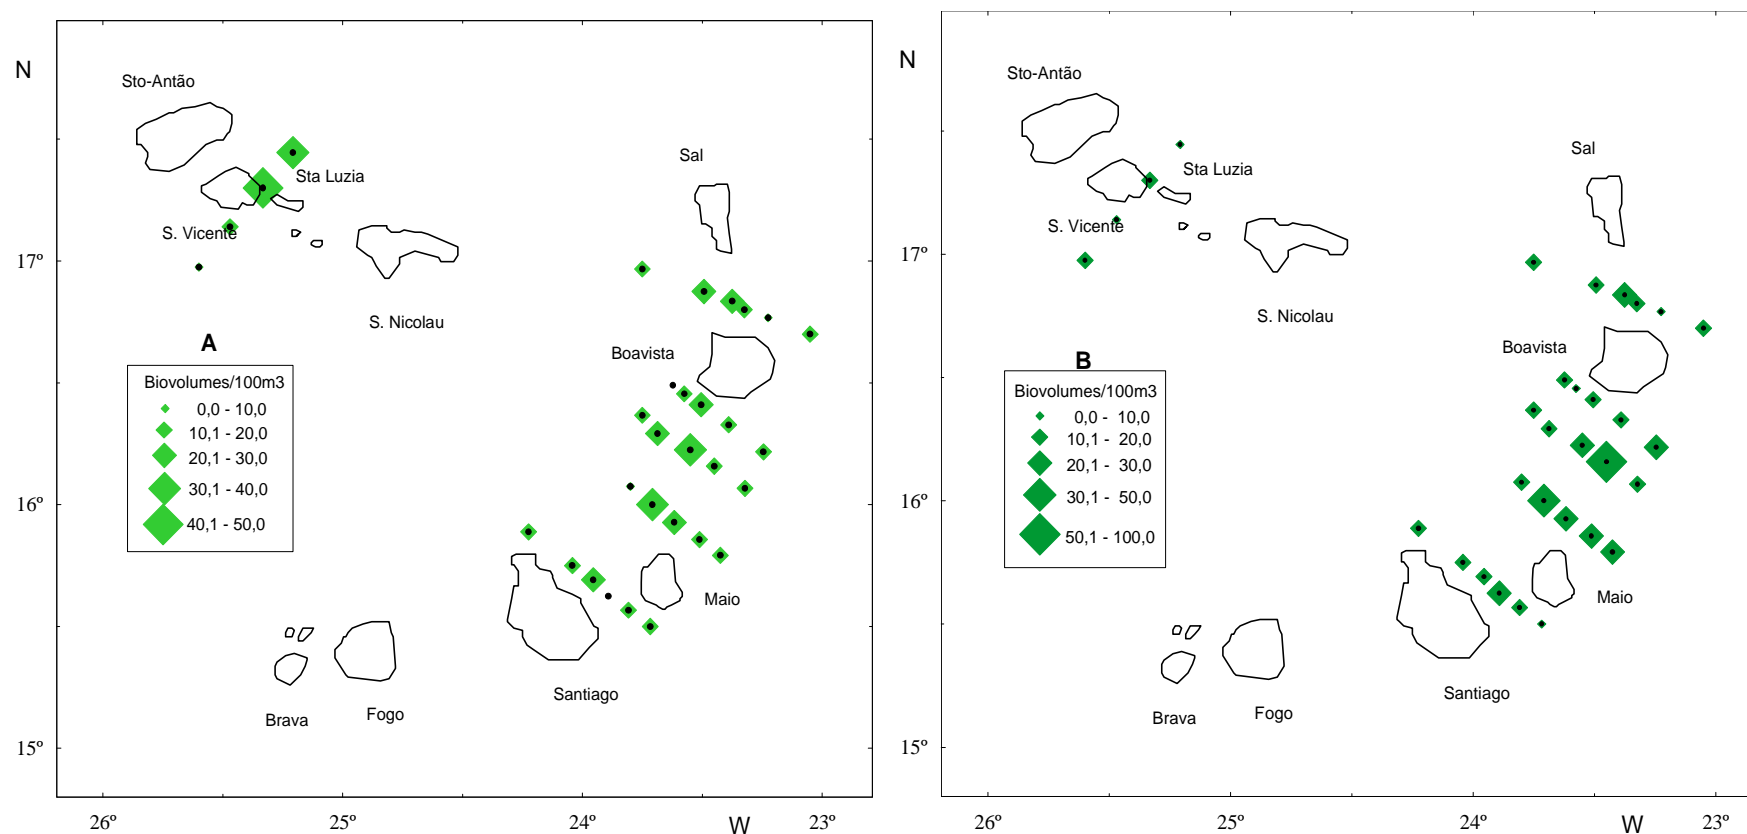 N
Sto-Antão
Sal
Sta Luzia
S. Vicente
17º
S. Nicolau
A
Boavista
Biovolumes/100m3
0,0 - 10,0
10,1 - 20,0
20,1 - 30,0
30,1 - 40,0
40,1 - 50,0
16º
Maio
Santiago
Brava
Fogo
15º
26º
25º
24º
W
23º
N
Sto-Antão
Sal
Sta Luzia
S. Vicente
17º
S. Nicolau
Boavista
B
Biovolumes/100m3
0,0 - 10,0
10,1 - 20,0
20,1 - 30,0
30,1 - 50,0
50,1 - 100,0
16º
Maio
Santiago
Brava
Fogo
15º
26º
25º
24º
W
23º